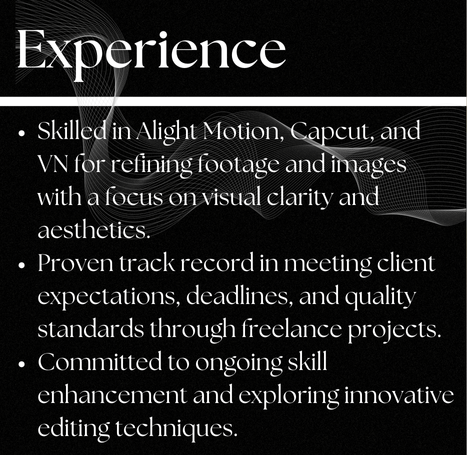 Experience
• Skilled in Alight Motion, Capcut, and
VN for refining footage and images
with a focus on visual clarity and
aesthetics.
• Proven track record in meeting client
expectations, deadlines, and quality
standards through freelance projects.
• Committed to ongoing skill
enhancement and exploring innovative
editing techniques.